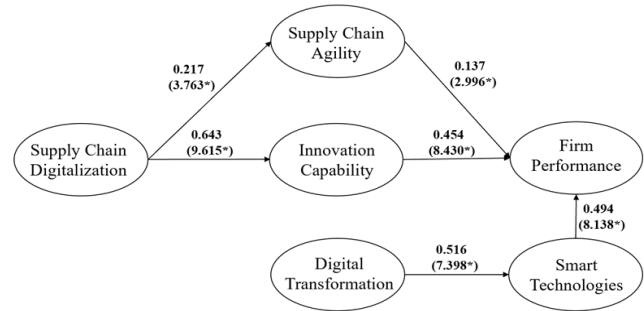 Supply Chain
Agility
0.217
(3.763*)
0.137
(2.996*)
Supply Chain
Digitalization
0.643
(9.615*)
Innovation
Capability
0.454
(8.430*)
Firm
Performance
0.494
(8.138*)
Digital
Transformation
0.516
(7.398*)
Smart
Technologies